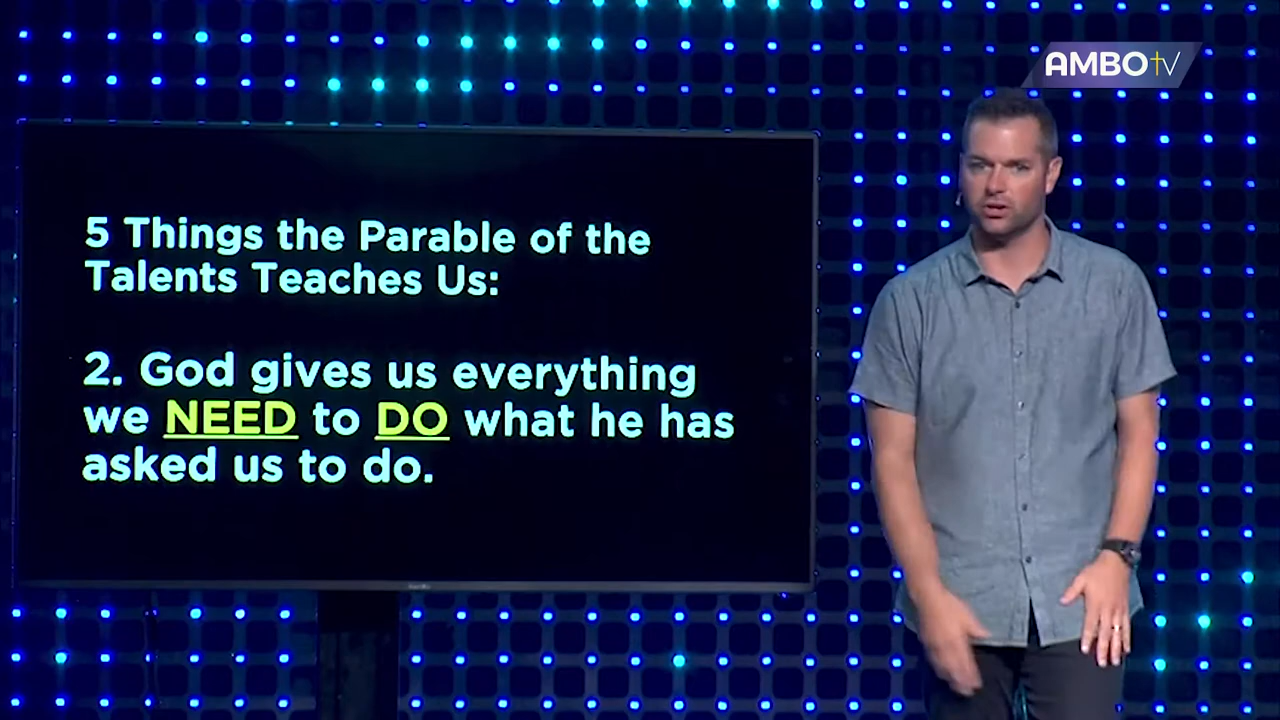 AMBOtv
5 Things the Parable of the
Talents Teaches Us:
2. God gives us everything
we NEED to DO what he has
asked us to do.